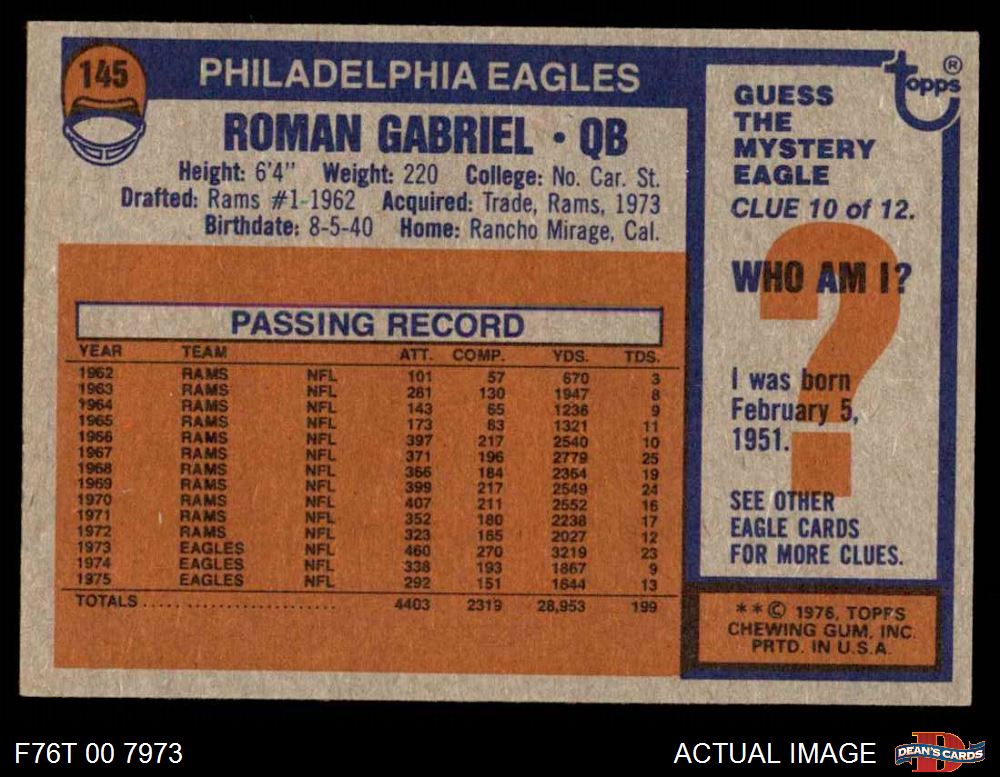 145
PHILADELPHIA EAGLES
ROMAN GABRIEL • QB
Height: 6'4" Weight: 220 College: No. Car. St.
Drafted: Rams #1-1962 Acquired: Trade, Rams, 1973
Birthdate: 8-5-40 Home: Rancho Mirage, Cal.
PASSING RECORD
YEAR TEAM ATT. COMP. YDS. TDS.
1962 RAMS NFL 101 57 670 3
1963 RAMS NFL 281 130 1947 8
1964 RAMS NFL 143 65 1236 9
1965 RAMS NFL 173 83 1321 11
1966 RAMS NFL 397 217 2540 10
1967 RAMS NFL 371 196 2779 25
1968 RAMS NFL 366 184 2364 19
1969 RAMS NFL 399 217 2549 24
1970 RAMS NFL 407 211 2552 16
1971 RAMS NFL 352 180 2238 17
1972 RAMS NFL 323 165 2027 12
1973 EAGLES NFL 460 270 3219 23
1974 EAGLES NFL 338 193 1867 9
1975 EAGLES NFL 292 151 1644 13
TOTALS.................... 4403 2319 28,953 199
topps ®
GUESS
THE
MYSTERY
EAGLE
CLUE 10 of 12.
WHO AM I?
?
I was born
February 5,
1951.
SEE OTHER
EAGLE CARDS
FOR MORE CLUES.
**© 1976, TOPPS
CHEWING GUM, INC.
PRTD. IN U.S.A.
F76T 00 7973
ACTUAL IMAGE
D
DEAN'S CARDS